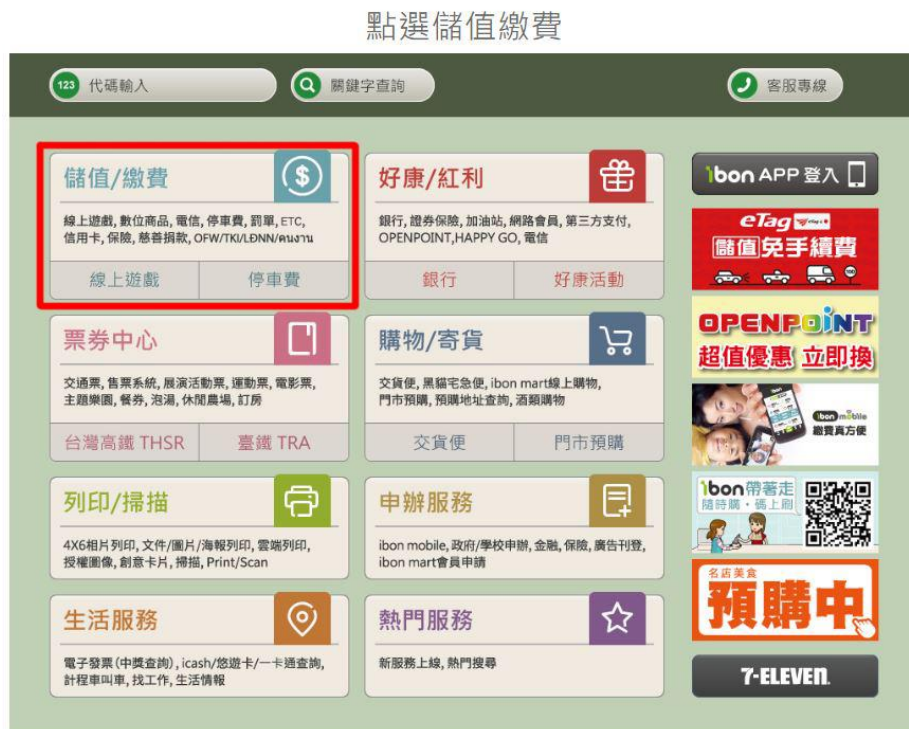 點選儲值繳費
123 代碼輸入
關鍵字查詢
客服專線
儲值/繳費
線上遊戲, 數位商品, 電信, 停車費, 罰單, ETC,
信用卡, 保險, 慈善捐款, OFW/TKI/LĐNN/คนงาน
線上遊戲
停車費
好康/紅利
銀行, 證券保險, 加油站, 網路會員, 第三方支付,
OPENPOINT,HAPPY GO, 電信
銀行
好康活動
票券中心
交通票, 售票系統, 展演活動票, 運動票, 電影票,
主題樂園, 餐券, 泡湯, 休閒農場, 訂房
台灣高鐵 THSR
臺鐵 TRA
購物/寄貨
交貨便, 黑貓宅急便, ibon mart線上購物,
門市預購, 預購地址查詢, 酒類購物
交貨便
門市預購
列印/掃描
4X6相片列印, 文件/圖片/海報列印, 雲端列印,
授權圖像, 創意卡片, 掃描, Print/Scan
申辦服務
ibon mobile, 政府/學校申辦, 金融, 保險, 廣告刊登,
ibon mart會員申請
生活服務
電子發票(中獎查詢), icash/悠遊卡/一卡通查詢,
計程車叫車, 找工作, 生活情報
熱門服務
新服務上線, 熱門搜尋
ibon APP 登入
eTag
儲值免手續費
OPENPOINT
超值優惠 立即換
ibon mobile
繳費真方便
ibon帶著走
隨時購・碼上刷
名店美食
預購中
7-ELEVEN